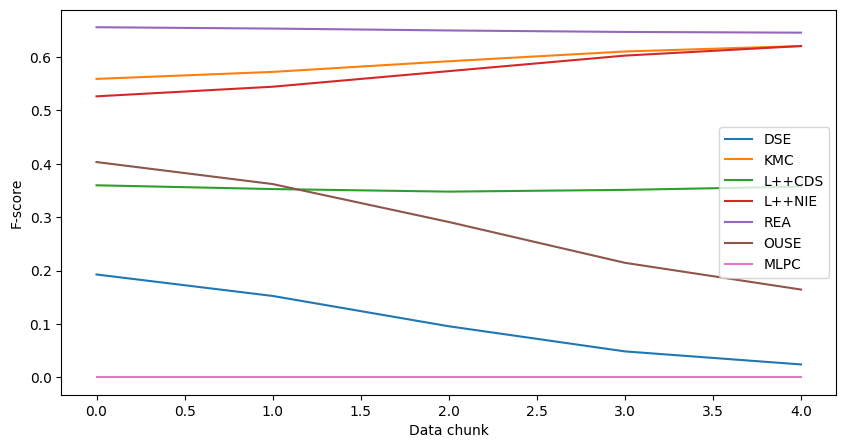 F-score
0.6
0.5
0.4
0.3
0.2
0.1
0.0
DSE
KMC
L++CDS
L++NIE
REA
OUSE
MLPC
0.0 0.5 1.0 1.5 2.0 2.5 3.0 3.5 4.0
Data chunk